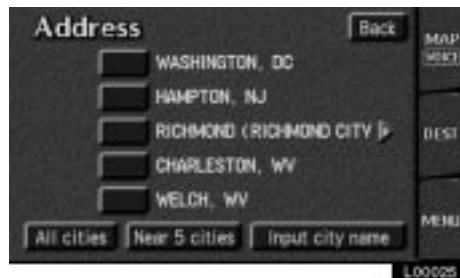 Address
Back
MAP
VOICE
WASHINGTON, DC
HAMPTON, NJ
RICHMOND (RICHMOND CITY
DEST
CHARLESTON, WV
WELCH, WV
MENU
All cities
Near 5 cities
Input city name
L00025